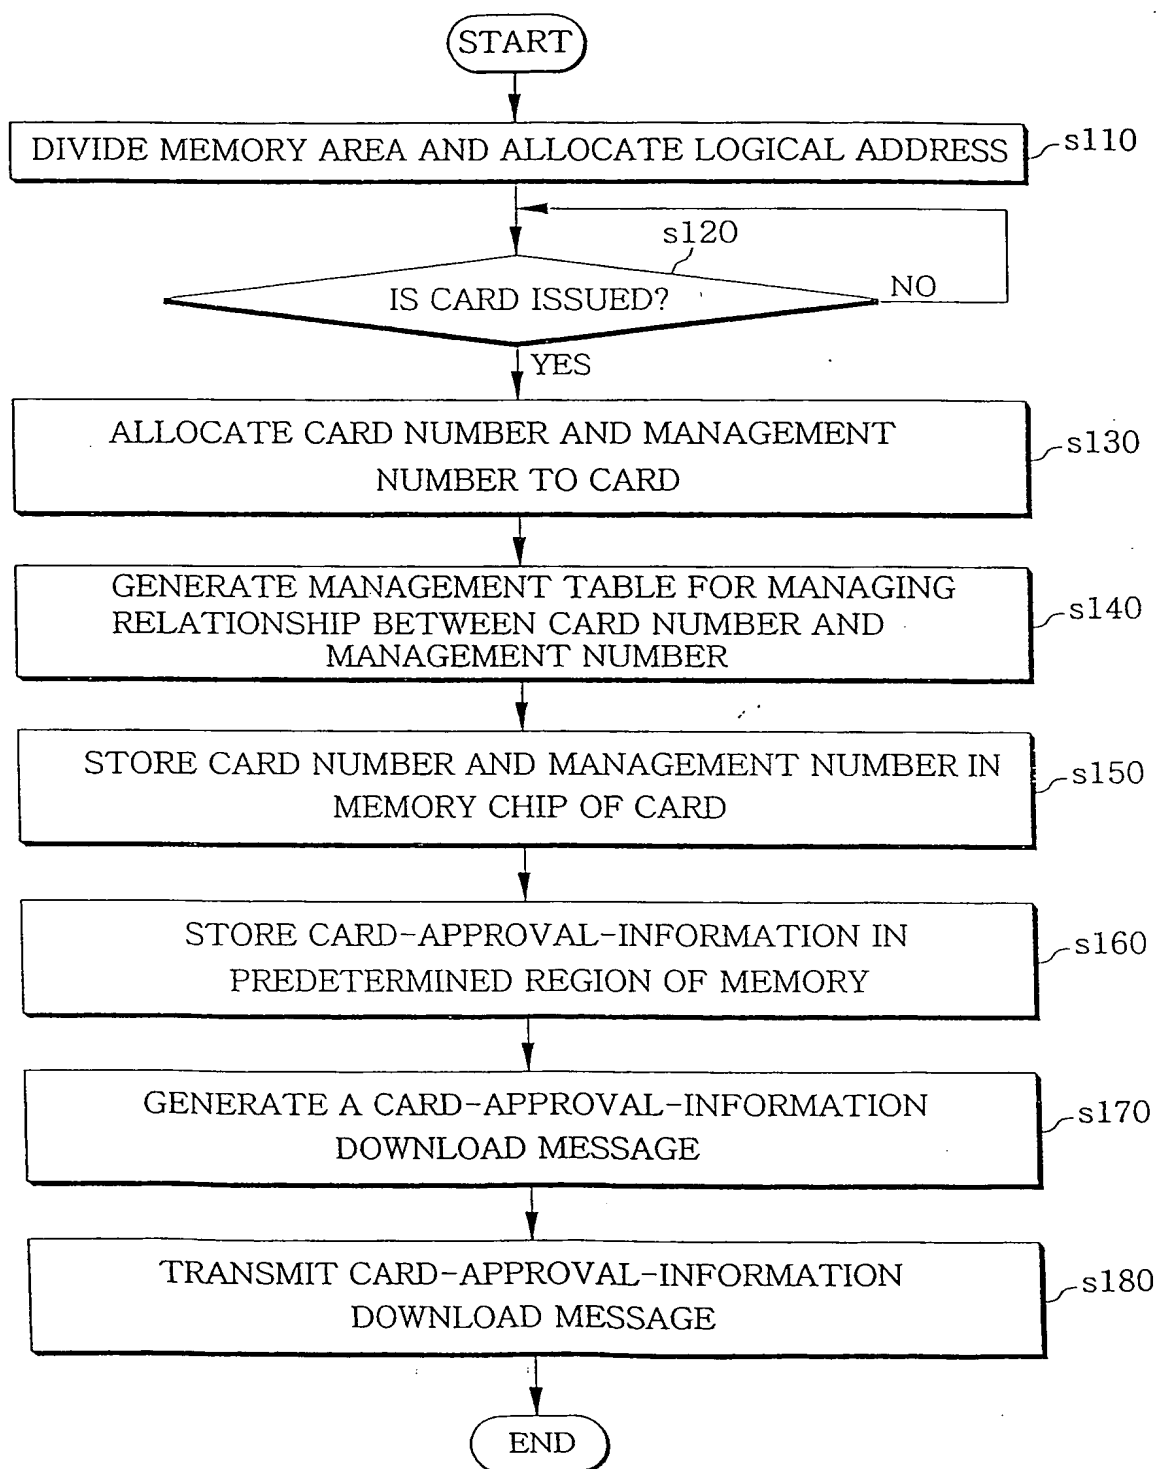 START
DIVIDE MEMORY AREA AND ALLOCATE LOGICAL ADDRESS
s110
s120
IS CARD ISSUED?
NO
YES
ALLOCATE CARD NUMBER AND MANAGEMENT
NUMBER TO CARD
s130
GENERATE MANAGEMENT TABLE FOR MANAGING
RELATIONSHIP BETWEEN CARD NUMBER AND
MANAGEMENT NUMBER
s140
STORE CARD NUMBER AND MANAGEMENT NUMBER IN
MEMORY CHIP OF CARD
s150
STORE CARD-APPROVAL-INFORMATION IN
PREDETERMINED REGION OF MEMORY
s160
GENERATE A CARD-APPROVAL-INFORMATION
DOWNLOAD MESSAGE
s170
TRANSMIT CARD-APPROVAL-INFORMATION
DOWNLOAD MESSAGE
s180
END